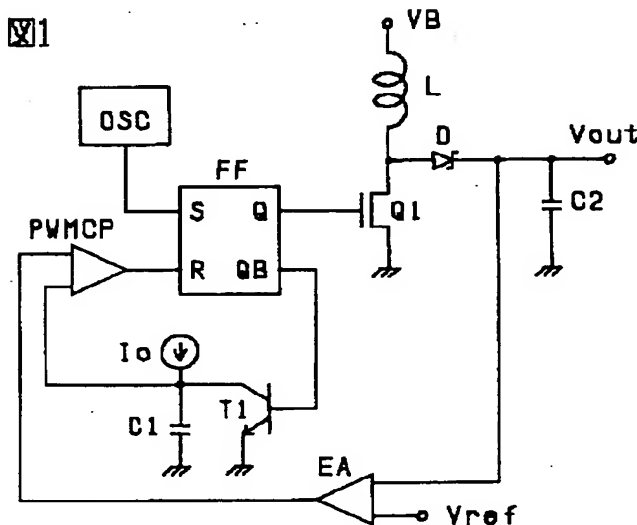 図1
VB
L
OSC
D
Vout
FF
S
Q
Q1
C2
PWMCP
R
QB
Io
T1
C1
EA
Vref